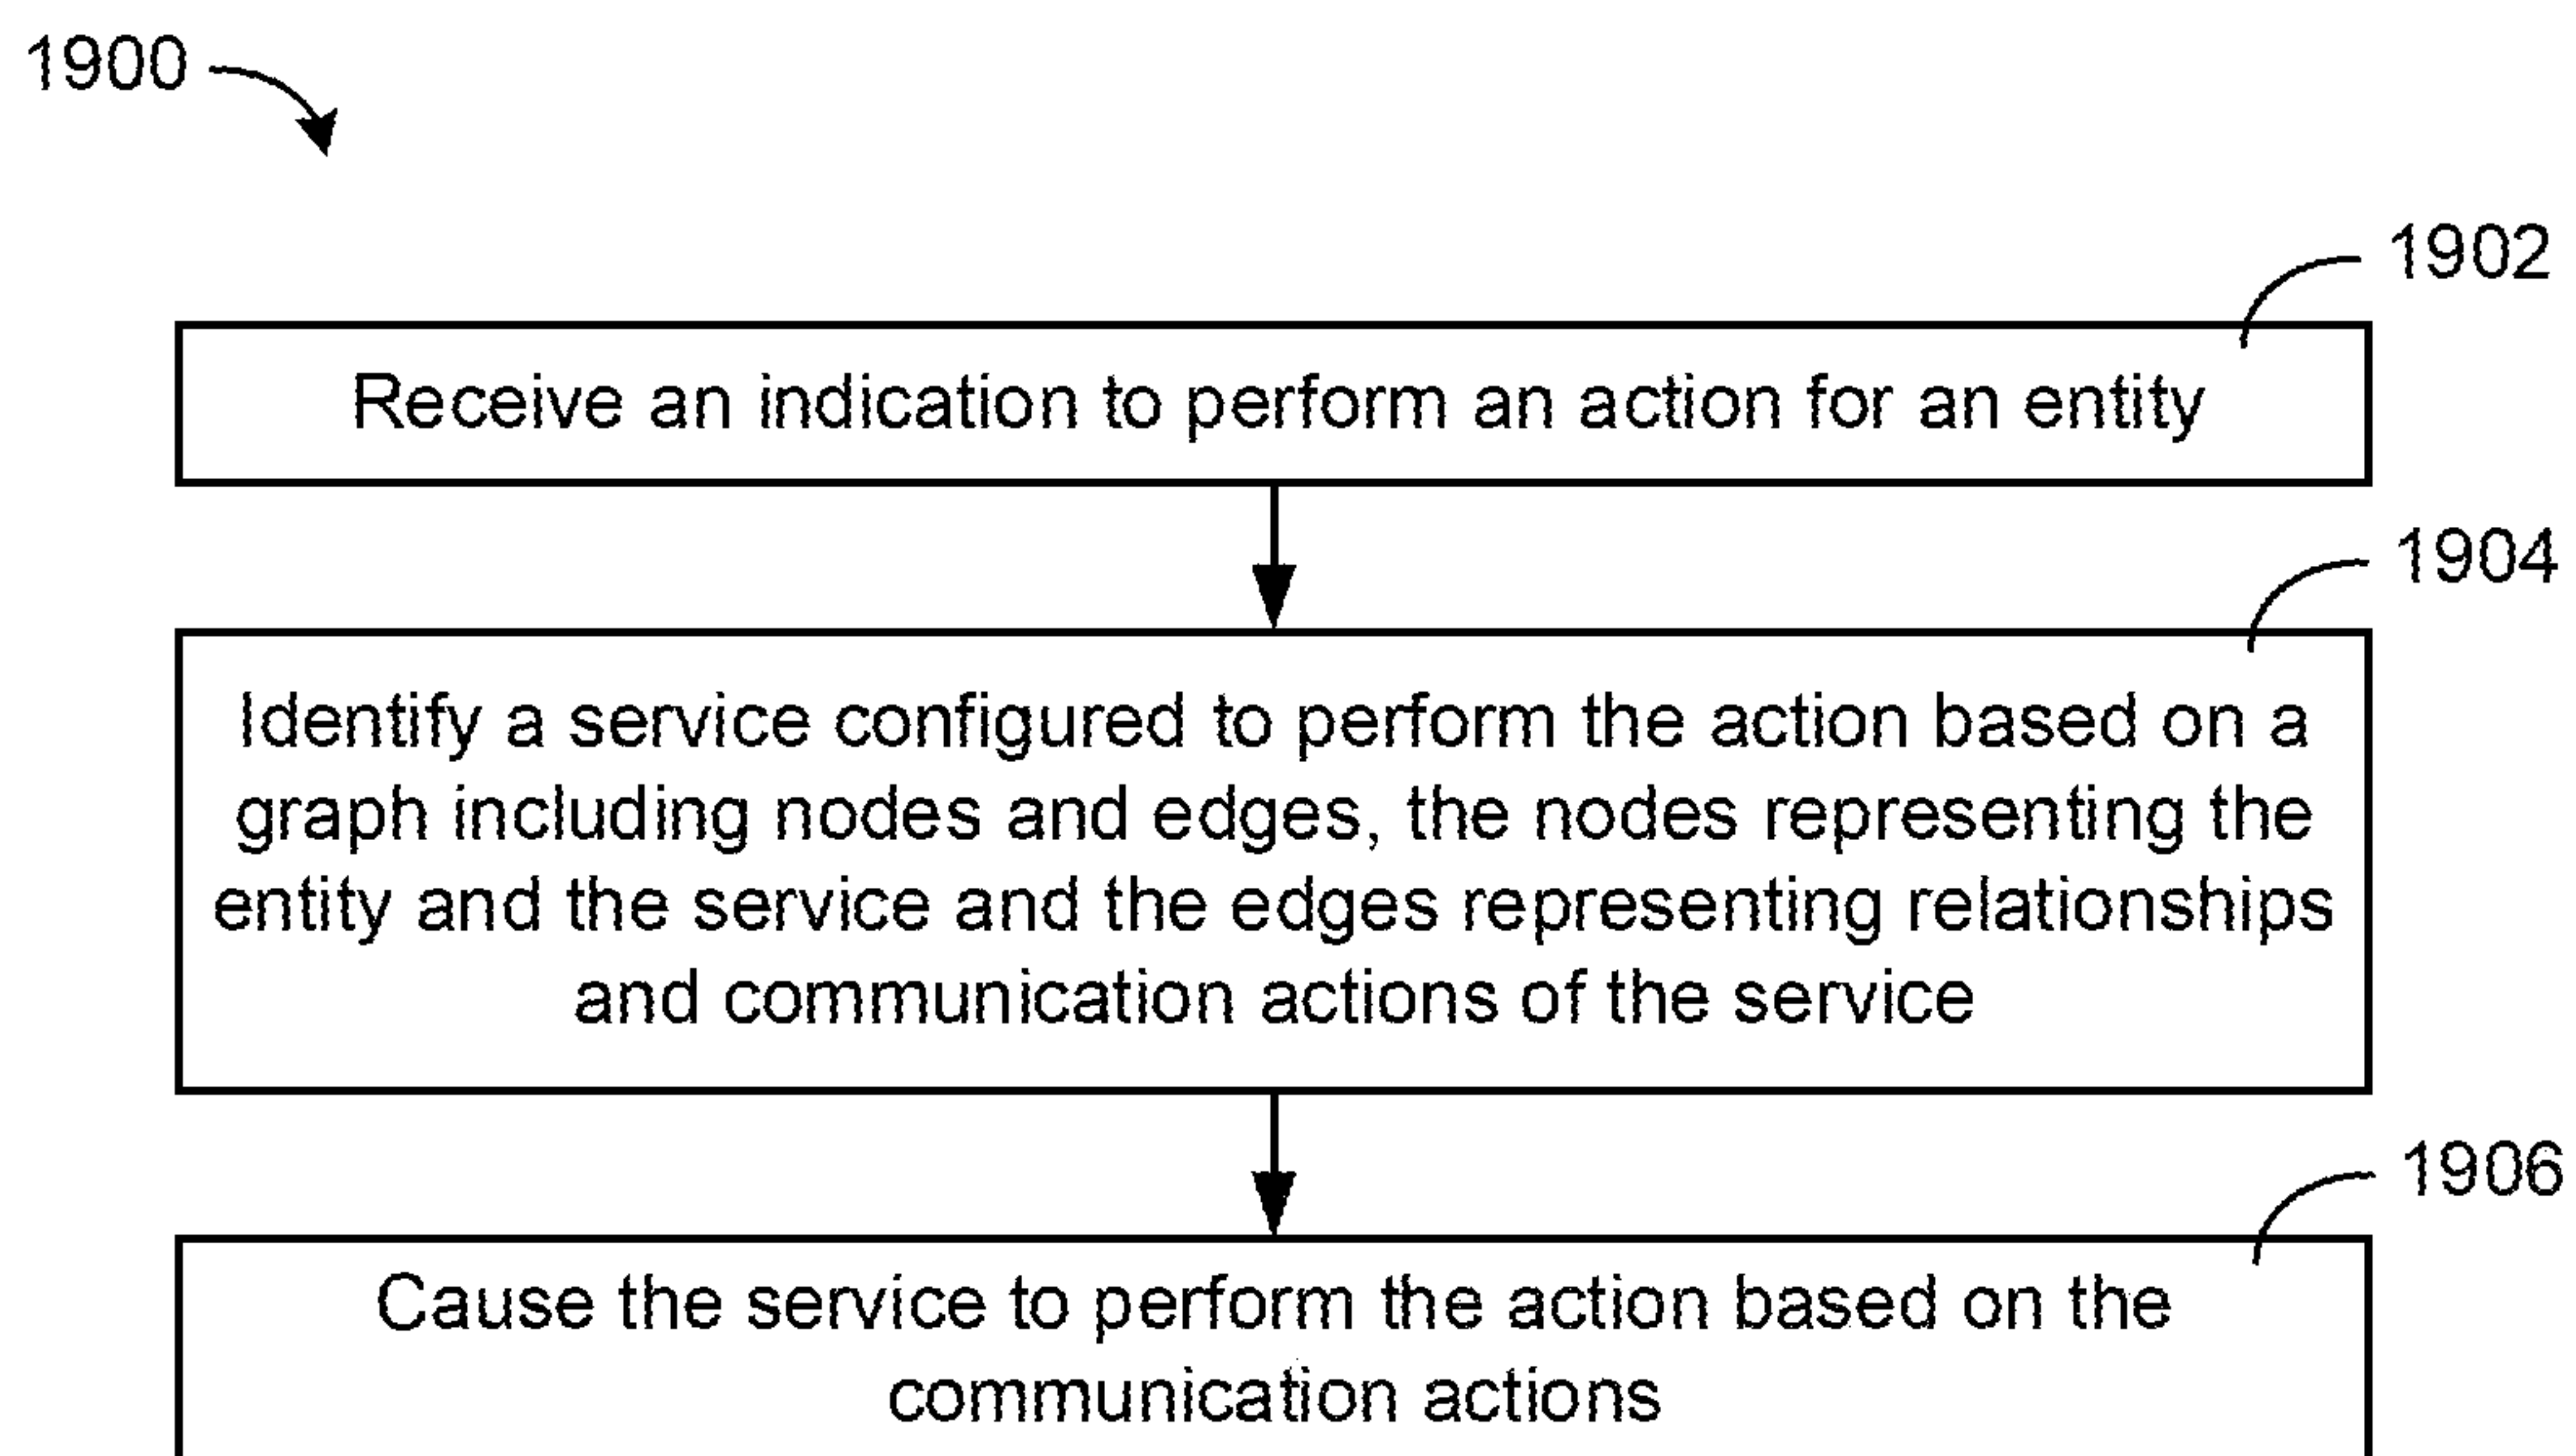 1900
1902
Receive an indication to perform an action for an entity
1904
Identify a service configured to perform the action based on a
graph including nodes and edges, the nodes representing the
entity and the service and the edges representing relationships
and communication actions of the service
1906
Cause the service to perform the action based on the
communication actions